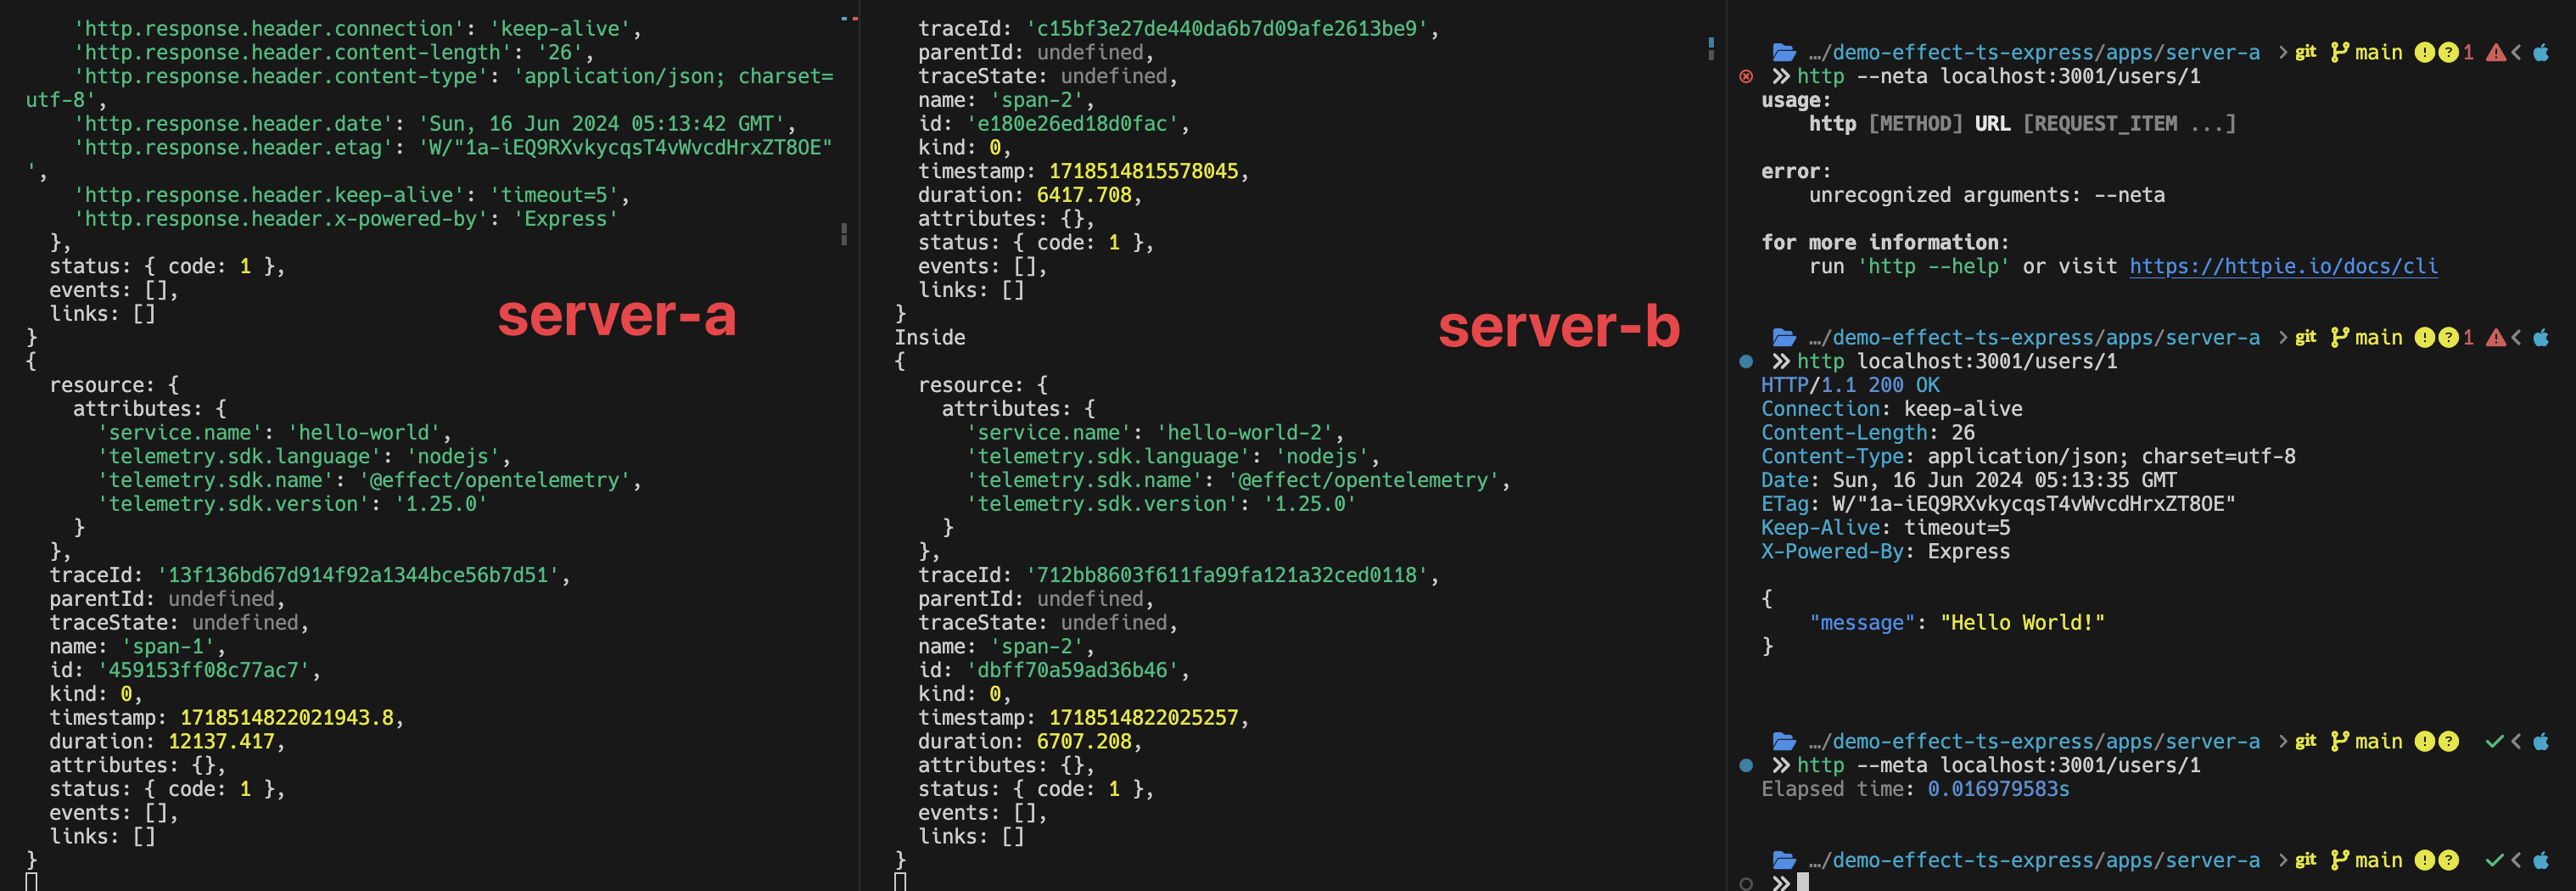 'http.response.header.connection': 'keep-alive',
'http.response.header.content-length': '26',
'http.response.header.content-type': 'application/json; charset=
utf-8',
'http.response.header.date': 'Sun, 16 Jun 2024 05:13:42 GMT',
'http.response.header.etag': 'W/"1a-iEQ9RXvkycqsT4vWvcdHrxZT8OE"
',
'http.response.header.keep-alive': 'timeout=5',
'http.response.header.x-powered-by': 'Express'
},
status: { code: 1 },
events: [],
links: []
}
server-a
{
resource: {
attributes: {
'service.name': 'hello-world',
'telemetry.sdk.language': 'nodejs',
'telemetry.sdk.name': '@effect/opentelemetry',
'telemetry.sdk.version': '1.25.0'
}
},
traceId: '13f136bd67d914f92a1344bce56b7d51',
parentId: undefined,
traceState: undefined,
name: 'span-1',
id: '459153ff08c77ac7',
kind: 0,
timestamp: 1718514822021943.8,
duration: 12137.417,
attributes: {},
status: { code: 1 },
events: [],
links: []
}
traceId: 'c15bf3e27de440da6b7d09afe2613be9',
parentId: undefined,
traceState: undefined,
name: 'span-2',
id: 'e180e26ed18d0fac',
kind: 0,
timestamp: 1718514815578045,
duration: 6417.708,
attributes: {},
status: { code: 1 },
events: [],
links: []
}
server-b
Inside
{
resource: {
attributes: {
'service.name': 'hello-world-2',
'telemetry.sdk.language': 'nodejs',
'telemetry.sdk.name': '@effect/opentelemetry',
'telemetry.sdk.version': '1.25.0'
}
},
traceId: '712bb8603f611fa99fa121a32ced0118',
parentId: undefined,
traceState: undefined,
name: 'span-2',
id: 'dbff70a59ad36b46',
kind: 0,
timestamp: 1718514822025257,
duration: 6707.208,
attributes: {},
status: { code: 1 },
events: [],
links: []
}
…/demo-effect-ts-express/apps/server-a > git main !? 1 <
» http --neta localhost:3001/users/1
usage:
http [METHOD] URL [REQUEST_ITEM ...]
error:
unrecognized arguments: --neta
for more information:
run 'http --help' or visit https://httpie.io/docs/cli
…/demo-effect-ts-express/apps/server-a > git main !? 1 <
» http localhost:3001/users/1
HTTP/1.1 200 OK
Connection: keep-alive
Content-Length: 26
Content-Type: application/json; charset=utf-8
Date: Sun, 16 Jun 2024 05:13:35 GMT
ETag: W/"1a-iEQ9RXvkycqsT4vWvcdHrxZT8OE"
Keep-Alive: timeout=5
X-Powered-By: Express
{
"message": "Hello World!"
}
…/demo-effect-ts-express/apps/server-a > git main !? ✓ <
» http --meta localhost:3001/users/1
Elapsed time: 0.016979583s
…/demo-effect-ts-express/apps/server-a > git main !? ✓ <
»